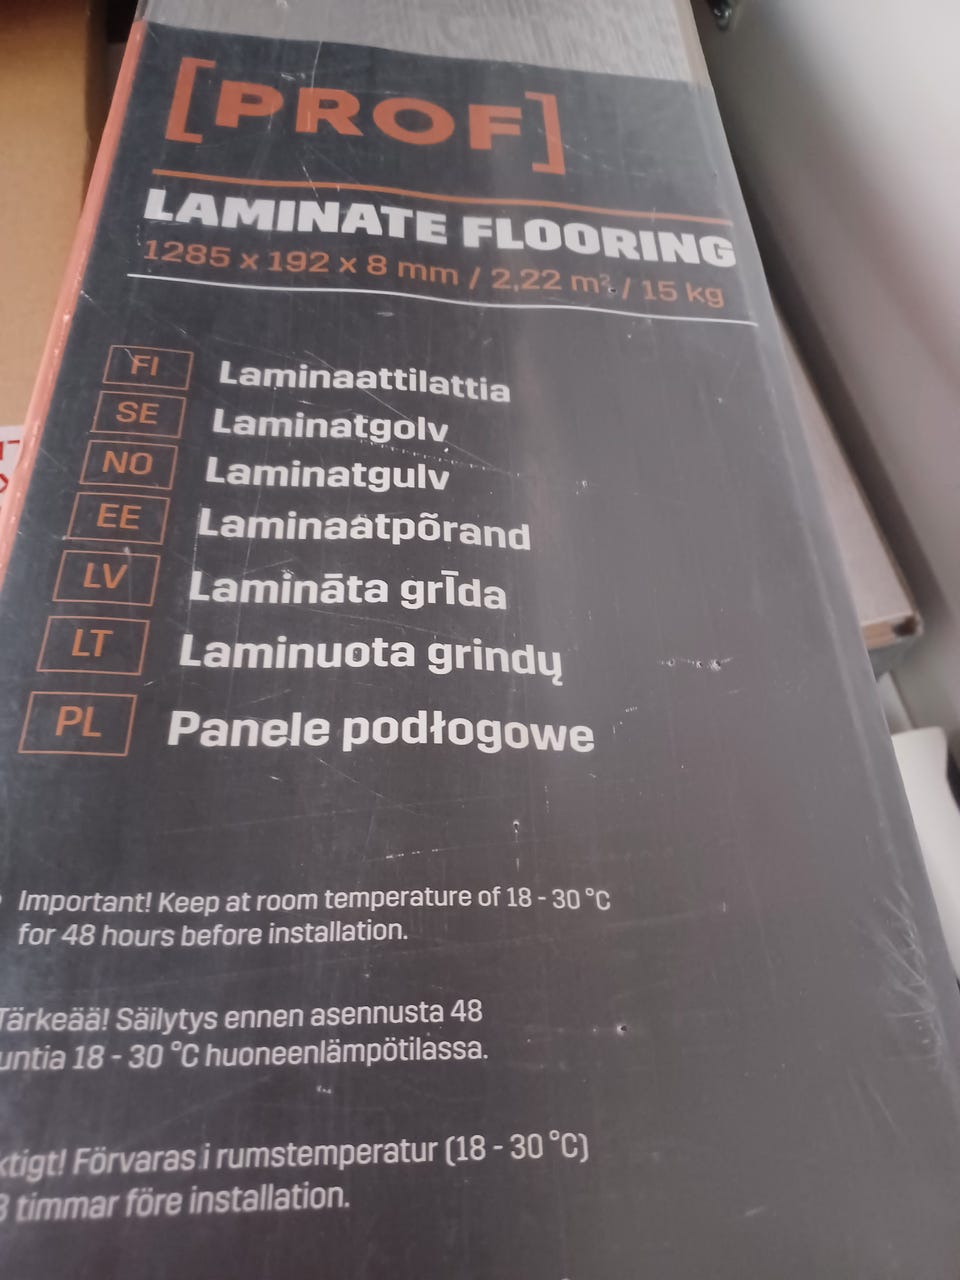 [PROF]
LAMINATE FLOORING
1285 x 192 x 8 mm / 2,22 m² / 15 kg
FI Laminaattilattia
SE Laminatgolv
NO Laminatgulv
EE Laminaatpõrand
LV Lamināta grīda
LT Laminuota grindų
PL Panele podłogowe
Important! Keep at room temperature of 18 - 30 °C
for 48 hours before installation.
Tärkeää! Säilytys ennen asennusta 48
untia 18 - 30 °C huoneenlämpötilassa.
ktigt! Förvaras i rumstemperatur (18 - 30 °C)
8 timmar före installation.